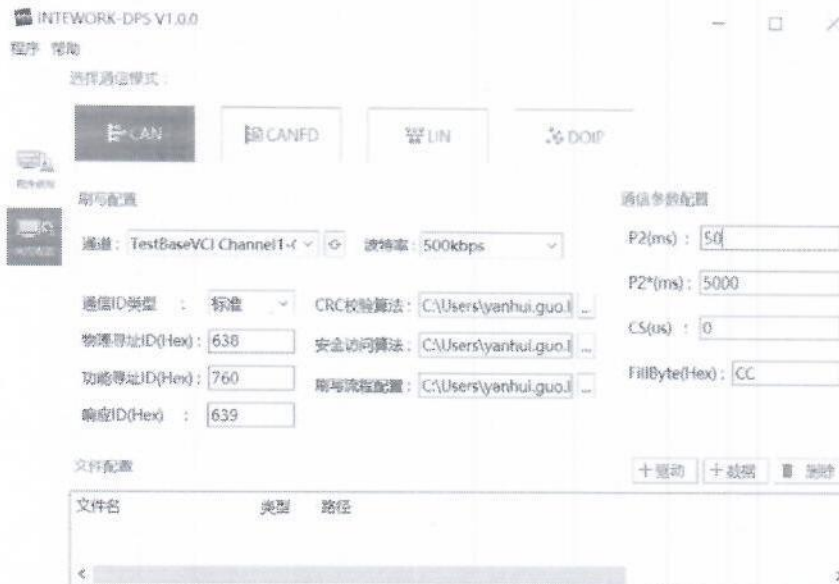 INTEWORK-DPS V1.0.0
程序 帮助
选择通信模式:
CAN CANFD LIN DOIP
刷写配置 通信参数配置
通道: TestBaseVCI Channel1-( 波特率: 500kbps P2(ms) : 50
P2*(ms) : 5000
通信ID类型 : 标准 CRC校验算法: C:\Users\yanhui.guo.l ... CS(us) : 0
物理寻址ID(Hex) : 638 安全访问算法: C:\Users\yanhui.guo.l ... FillByte(Hex) : CC
功能寻址ID(Hex) : 760 刷写流程配置: C:\Users\yanhui.guo.l ...
响应ID(Hex) : 639
文件配置 +驱动 +数据 删除
文件名 类型 路径